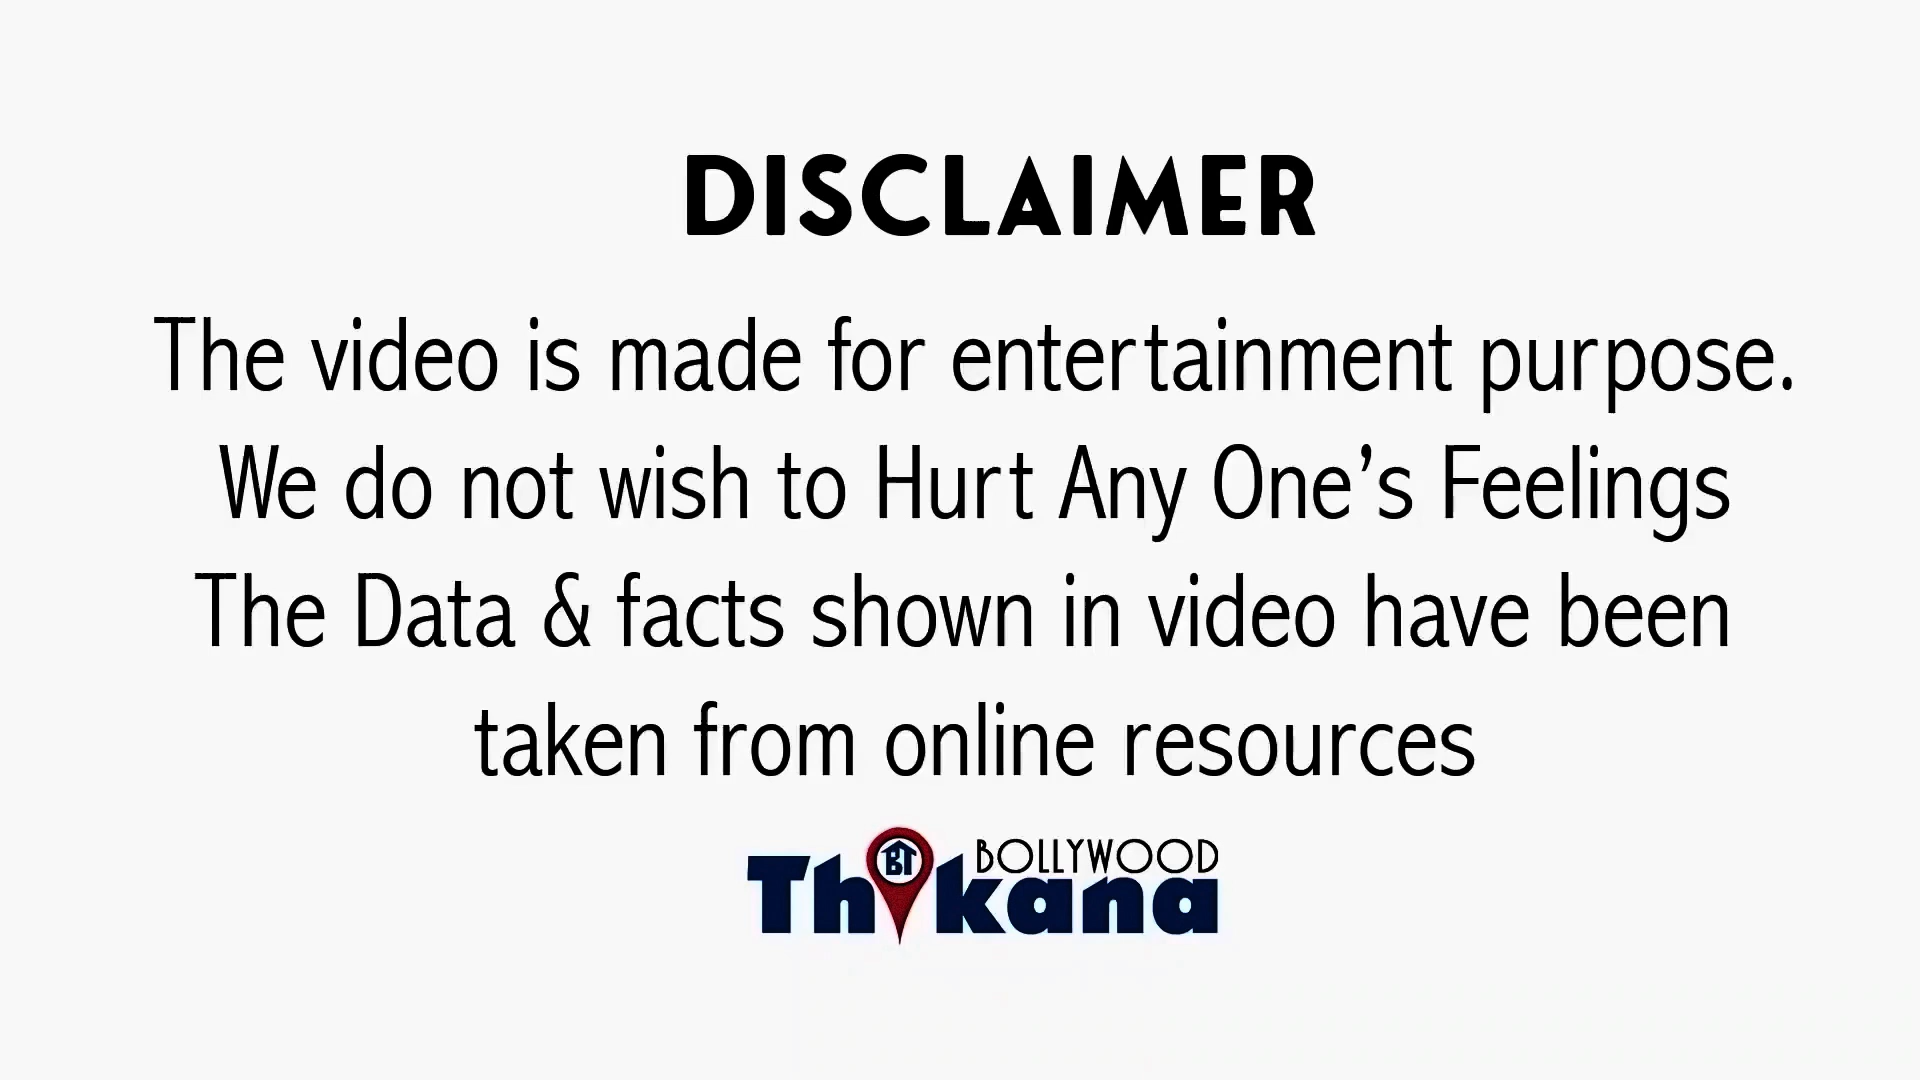 DISCLAIMER
The video is made for entertainment purpose.
We do not wish to Hurt Any One’s Feelings
The Data & facts shown in video have been
taken from online resources
BOLLYWOOD
BT
Thikana